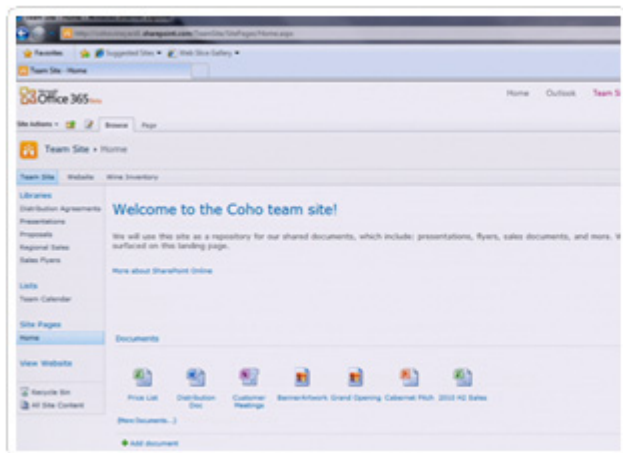 Favorites Suggested Sites Web Slice Gallery
Team Site - Home
Office 365
Home Outlook Team S
Site Actions Browse Page
Team Site Home
Team Site Website Wine Inventory
Libraries
Distribution Agreements
Presentations
Proposals
Regional Sales
Sales Flyers
Lists
Team Calendar
Site Pages
Home
View Website
Recycle Bin
All Site Content
Welcome to the Coho team site!
We will use this site as a repository for our shared documents, which include: presentations, flyers, sales documents, and more. W
surfaced on this landing page.
More about SharePoint Online
Documents
Price List Distribution Doc Customer Meetings BannerArtwork Grand Opening Cabernet Pitch 2010 H2 Sales
(More Documents...)
Add document